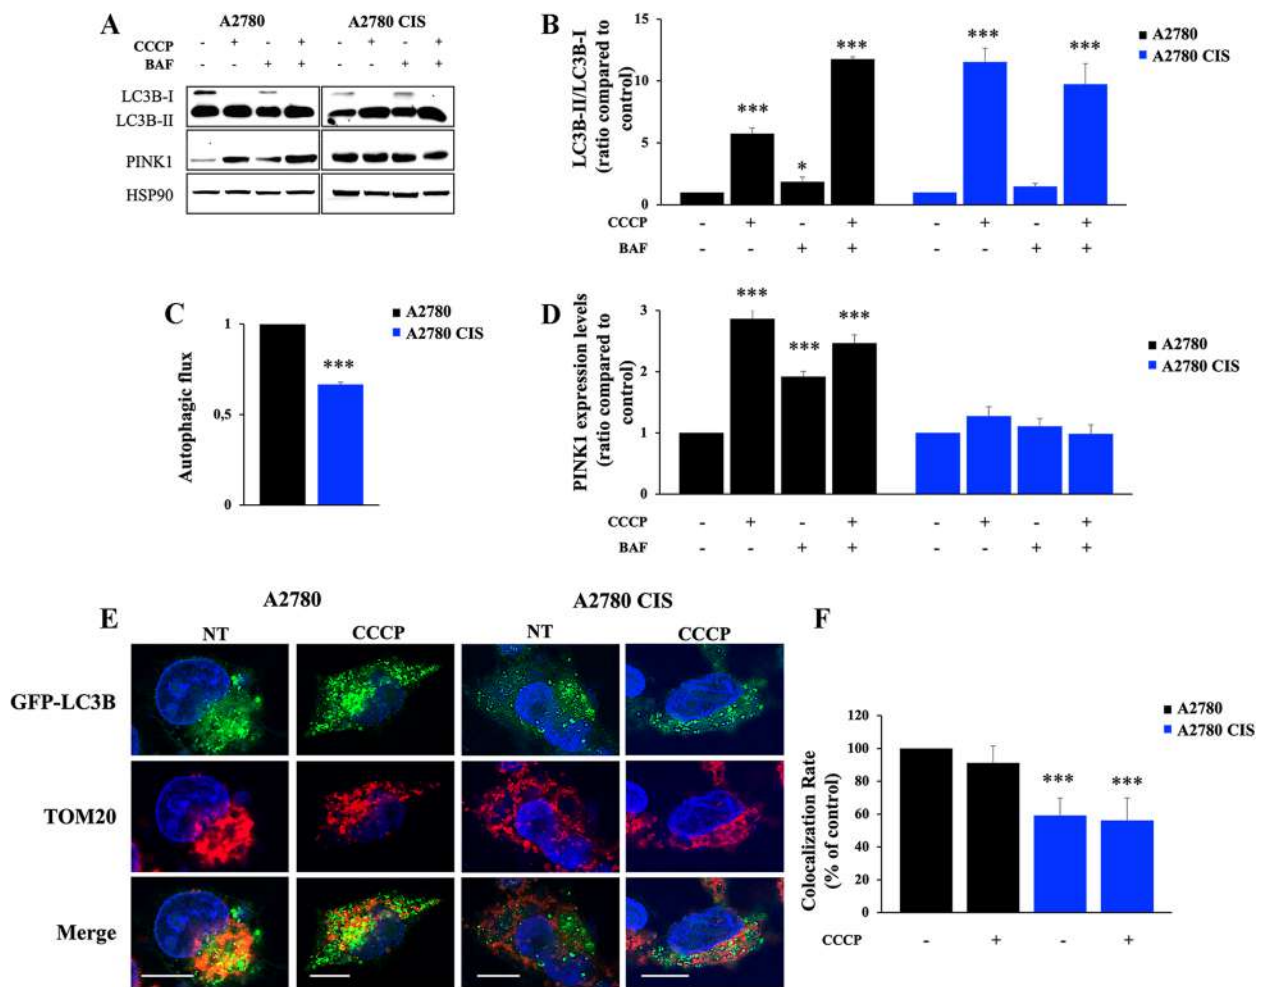 A
A2780
A2780 CIS
CCCP - + - + - + - +
BAF - - + + - - + +
LC3B-I
LC3B-II
PINK1
HSP90
B
LC3B-II/LC3B-I
(ratio compared to
control)
15
10
5
0
***
*
***
***
***
A2780
A2780 CIS
CCCP - + - + - + - +
BAF - - + + - - + +
C
Autophagic flux
1
0,5
0
***
A2780
A2780 CIS
D
PINK1 expression levels
(ratio compared to
control)
3
2
1
0
***
***
***
A2780
A2780 CIS
CCCP - + - + - + - +
BAF - - + + - - + +
E
A2780
A2780 CIS
NT CCCP NT CCCP
GFP-LC3B
TOM20
Merge
F
Colocalization Rate
(% of control)
120
100
80
60
40
20
0
***
***
A2780
A2780 CIS
CCCP - + - +